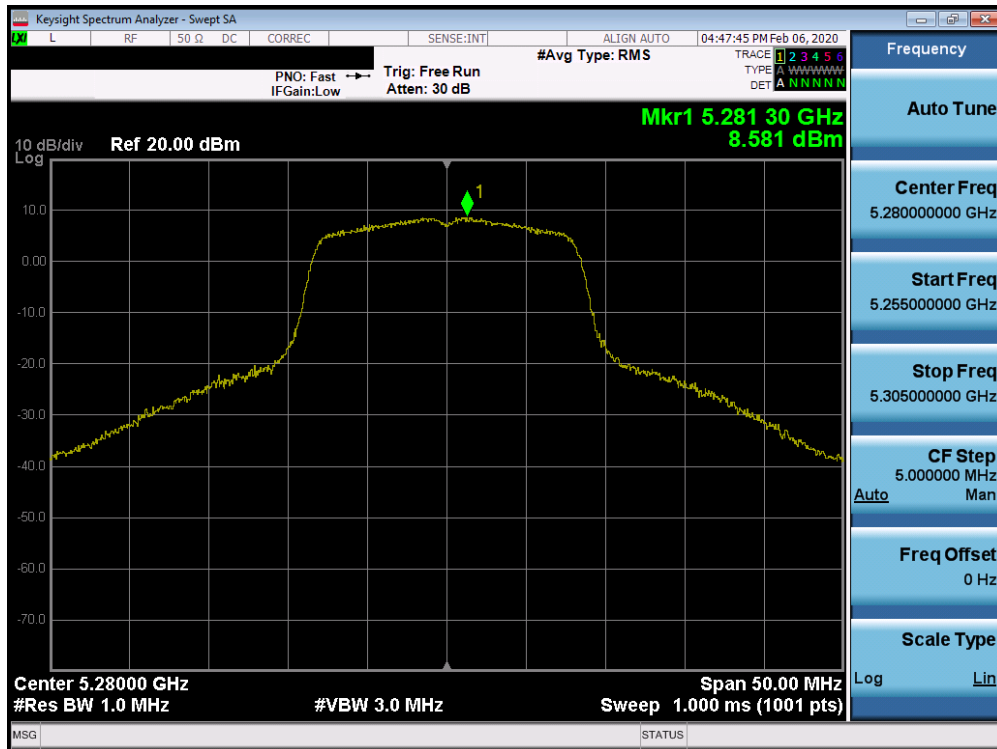 Keysight Spectrum Analyzer - Swept SA
LXI L RF 50 Ω DC CORREC SENSE:INT ALIGN AUTO 04:47:45 PM Feb 06, 2020
#Avg Type: RMS
TRACE 1 2 3 4 5 6
TYPE A WWWWWW
DET A N N N N N
PNO: Fast
IFGain:Low
Trig: Free Run
Atten: 30 dB
Mkr1 5.281 30 GHz
8.581 dBm
10 dB/div
Log
Ref 20.00 dBm
1
10.0
0.00
-10.0
-20.0
-30.0
-40.0
-50.0
-60.0
-70.0
Center 5.28000 GHz
Span 50.00 MHz
#Res BW 1.0 MHz
#VBW 3.0 MHz
Sweep 1.000 ms (1001 pts)
MSG
STATUS
Frequency
Auto Tune
Center Freq
5.280000000 GHz
Start Freq
5.255000000 GHz
Stop Freq
5.305000000 GHz
CF Step
5.000000 MHz
Auto Man
Freq Offset
0 Hz
Scale Type
Log Lin